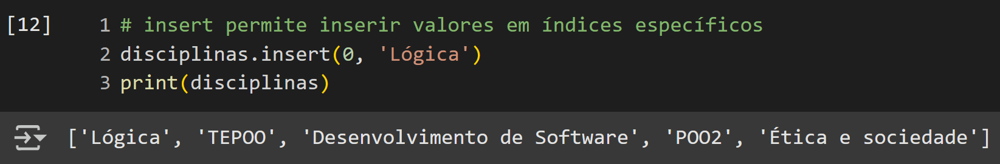 [12] 1 # insert permite inserir valores em índices específicos
2 disciplinas.insert(0, 'Lógica')
3 print(disciplinas)
['Lógica', 'TEPOO', 'Desenvolvimento de Software', 'POO2', 'Ética e sociedade']